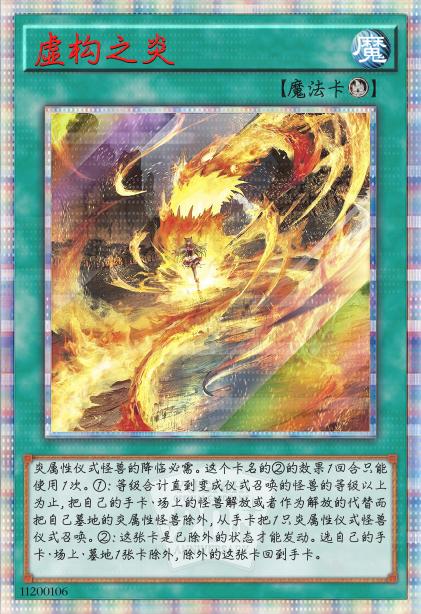 虚构之炎
魔
【魔法卡】
炎属性仪式怪兽的降临必需。这个卡名的②的效果1回合只能
使用1次。①:等级合计直到变成仪式召唤的怪兽的等级以上
为止,把自己的手卡·场上的怪兽解放或者作为解放的代替而
把自己墓地的炎属性怪兽除外,从手卡把1只炎属性仪式怪兽
仪式召唤。②:这张卡是已除外的状态才能发动。选自己的手
卡·场上·墓地1张卡除外,除外的这张卡回到手卡。
11200106